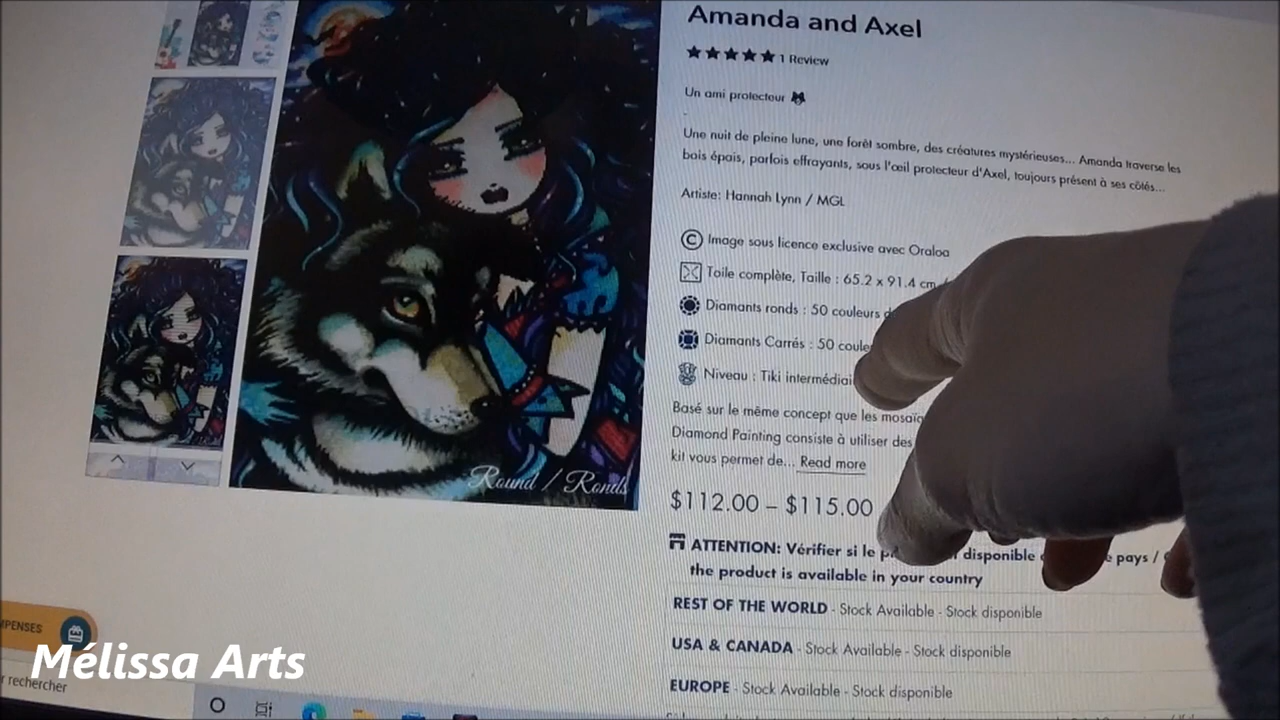 Amanda and Axel
★★★★★ 1 Review
Un ami protecteur
Une nuit de pleine lune, une forêt sombre, des créatures mystérieuses... Amanda traverse les
bois épais, parfois effrayants, sous l'œil protecteur d'Axel, toujours présent à ses côtés...
Artiste: Hannah Lynn / MGL
© Image sous licence exclusive avec Oraloa
Toile complète, Taille : 65.2 x 91.4 cm
Diamants ronds : 50 couleurs
Diamants Carrés : 50
Niveau : Tiki
Basé sur le même concept que les
Diamond Painting consiste à utiliser des
kit vous permet de... Read more
$112.00 – $115.00
ATTENTION: Vérifier si le disponible pays /
the product is available in your country
REST OF THE WORLD - Stock Available - Stock disponible
USA & CANADA - Stock Available - Stock disponible
EUROPE - Stock Available - Stock disponible
Round / Ronds
MPENSES
Mélissa Arts
r rechercher